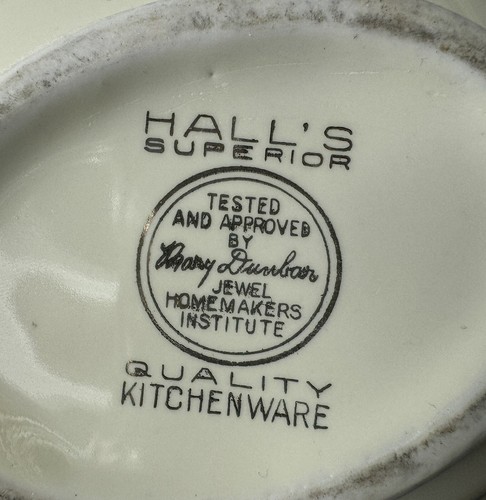 HALL'S
SUPERIOR
TESTED
AND APPROVED
BY
Mary Dunbar
JEWEL
HOMEMAKERS
INSTITUTE
QUALITY
KITCHENWARE